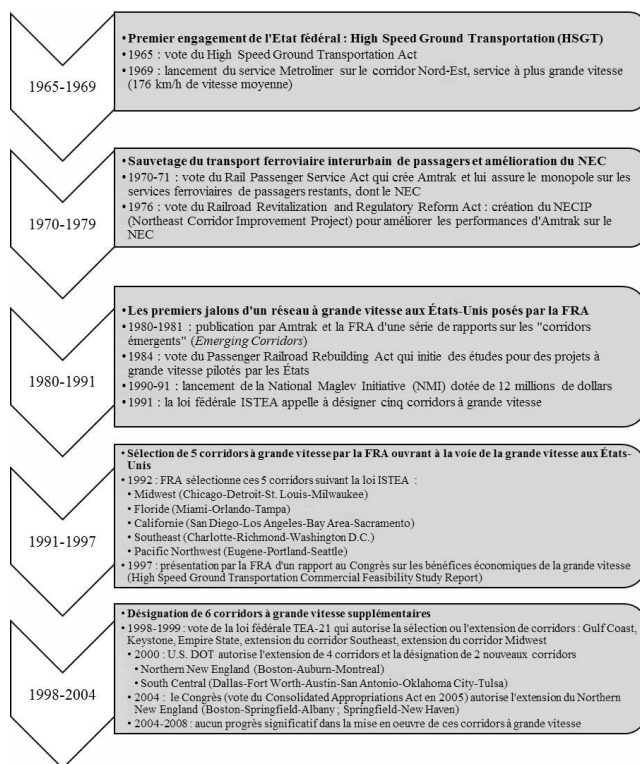 1965-1969
• Premier engagement de l'Etat fédéral : High Speed Ground Transportation (HSGT)
• 1965 : vote du High Speed Ground Transportation Act
• 1969 : lancement du service Metroliner sur le corridor Nord-Est, service à plus grande vitesse
(176 km/h de vitesse moyenne)
1970-1979
• Sauvetage du transport ferroviaire interurbain de passagers et amélioration du NEC
• 1970-71 : vote du Rail Passenger Service Act qui crée Amtrak et lui assure le monopole sur les
services ferroviaires de passagers restants, dont le NEC
• 1976 : vote du Railroad Revitalization and Regulatory Reform Act : création du NECIP
(Northeast Corridor Improvement Project) pour améliorer les performances d'Amtrak sur le
NEC
1980-1991
• Les premiers jalons d'un réseau à grande vitesse aux États-Unis posés par la FRA
• 1980-1981 : publication par Amtrak et la FRA d'une série de rapports sur les "corridors
émergents" (Emerging Corridors)
• 1984 : vote du Passenger Railroad Rebuilding Act qui initie des études pour des projets à
grande vitesse pilotés par les États
• 1990-91 : lancement de la National Maglev Initiative (NMI) dotée de 12 millions de dollars
• 1991 : la loi fédérale ISTEA appelle à désigner cinq corridors à grande vitesse
1991-1997
• Sélection de 5 corridors à grande vitesse par la FRA ouvrant à la voie de la grande vitesse aux États-
Unis
• 1992 : FRA sélectionne ces 5 corridors suivant la loi ISTEA :
• Midwest (Chicago-Detroit-St. Louis-Milwaukee)
• Floride (Miami-Orlando-Tampa)
• Californie (San Diego-Los Angeles-Bay Area-Sacramento)
• Southeast (Charlotte-Richmond-Washington D.C.)
• Pacific Northwest (Eugene-Portland-Seattle)
• 1997 : présentation par la FRA d'un rapport au Congrès sur les bénéfices économiques de la grande vitesse
(High Speed Ground Transportation Commercial Feasibility Study Report)
1998-2004
• Désignation de 6 corridors à grande vitesse supplémentaires
• 1998-1999 : vote de la loi fédérale TEA-21 qui autorise la sélection ou l'extension de corridors : Gulf Coast,
Keystone, Empire State, extension du corridor Southeast, extension du corridor Midwest
• 2000 : U.S. DOT autorise l'extension de 4 corridors et la désignation de 2 nouveaux corridors
• Northern New England (Boston-Auburn-Montreal)
• South Central (Dallas-Fort Worth-Austin-San Antonio-Oklahoma City-Tulsa)
• 2004 : le Congrès (vote du Consolidated Appropriations Act en 2005) autorise l'extension du Northern
New England (Boston-Springfield-Albany ; Springfield-New Haven)
• 2004-2008 : aucun progrès significatif dans la mise en oeuvre de ces corridors à grande vitesse